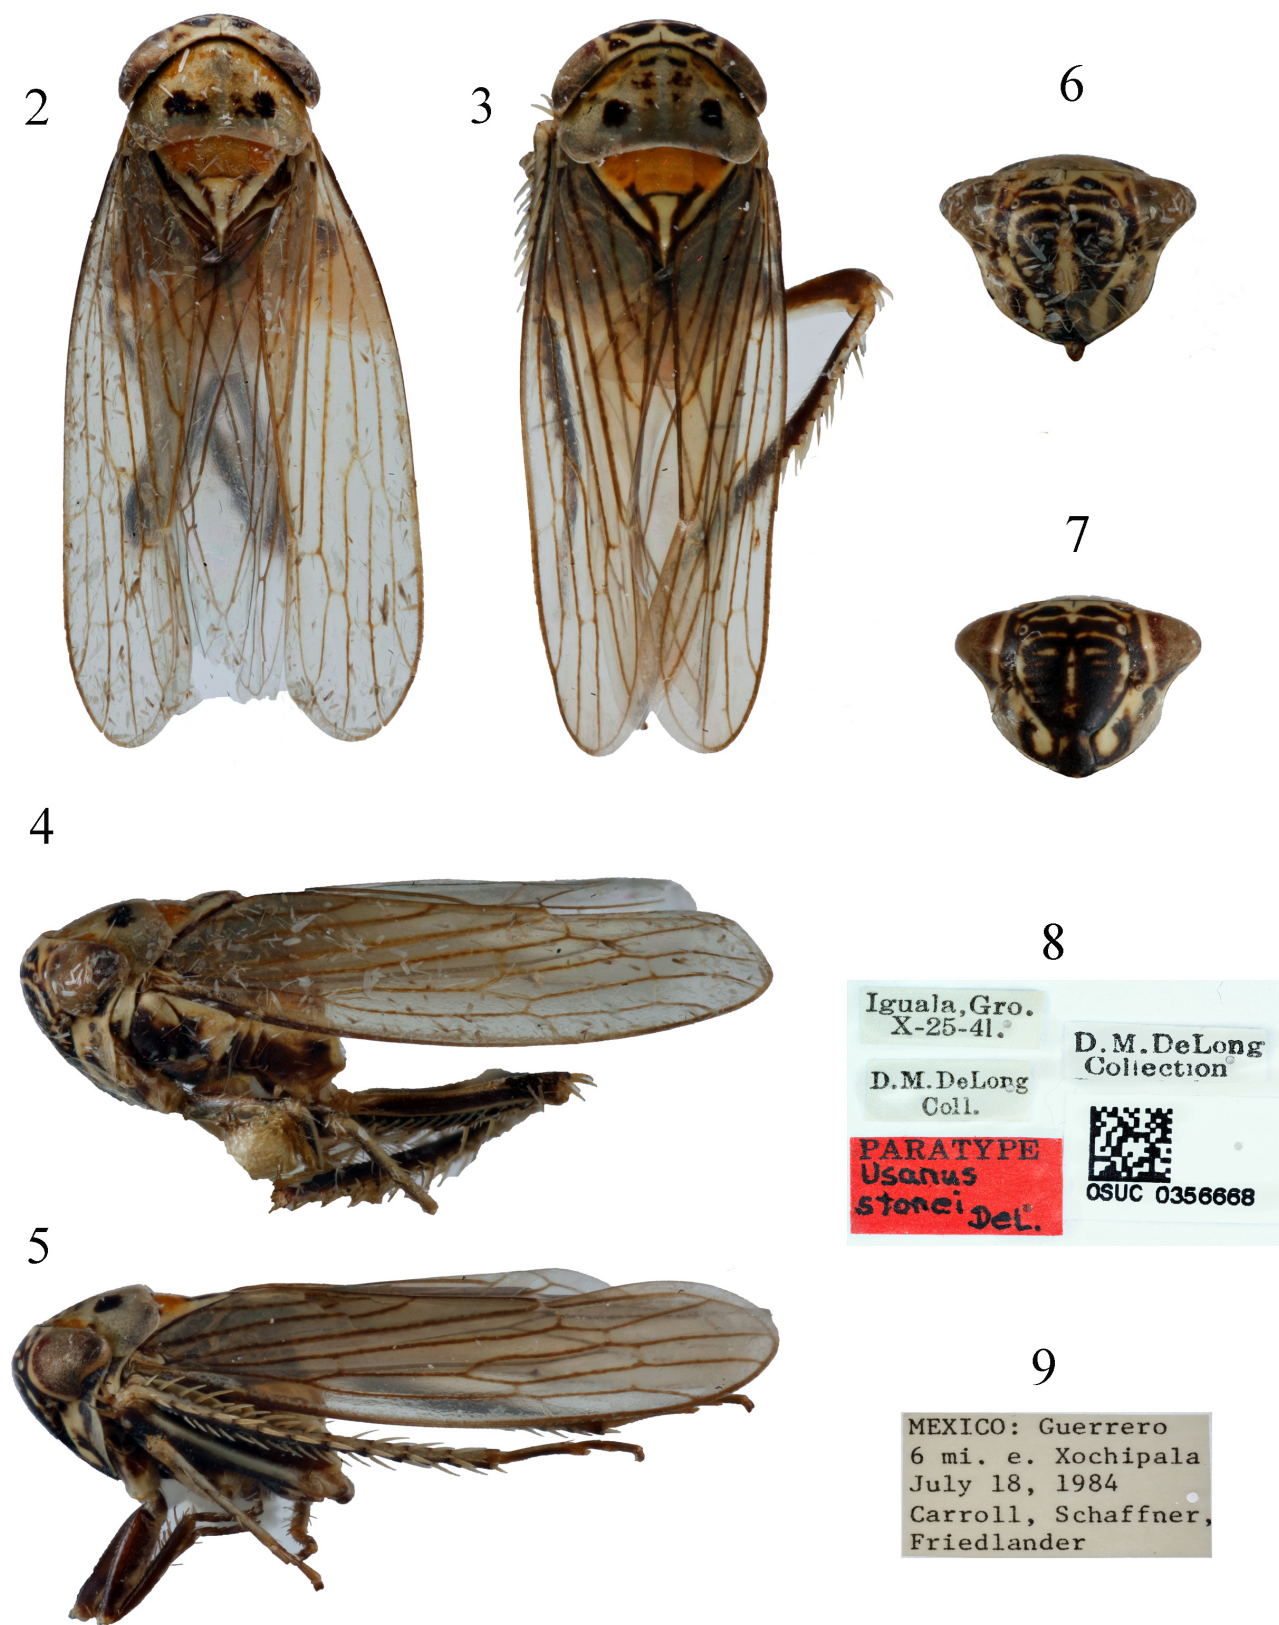 2
3
6
7
4
5
8
Iguala, Gro.
X-25-41.
D.M.DeLong
Coll.
PARATYPE
Usanus
stonei DeL.
D.M.DeLong
Collection
OSUC 0356668
9
MEXICO: Guerrero
6 mi. e. Xochipala
July 18, 1984
Carroll, Schaffner,
Friedlander